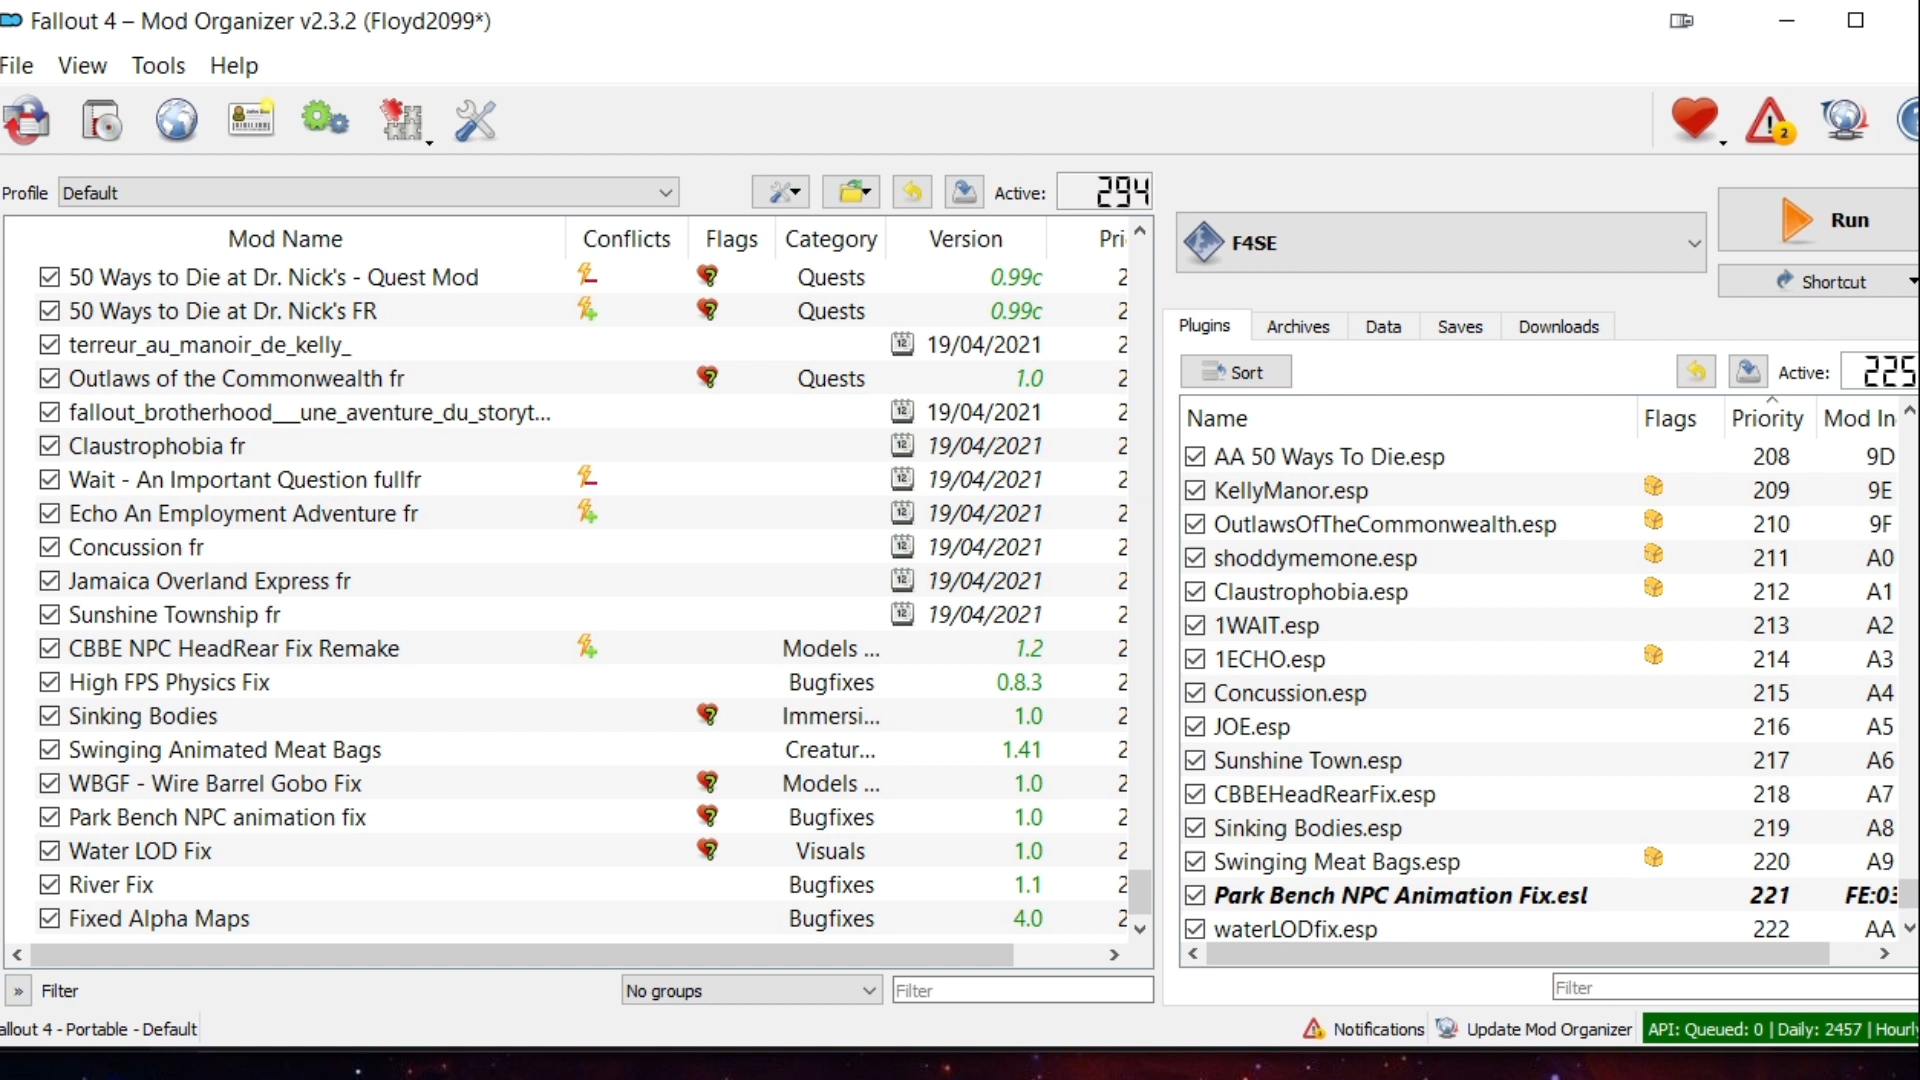 Fallout 4 – Mod Organizer v2.3.2 (Floyd2099*)
File View Tools Help
2
Profile Default Active: 294
Mod Name Conflicts Flags Category Version Pri
50 Ways to Die at Dr. Nick's - Quest Mod Quests 0.99c 2
50 Ways to Die at Dr. Nick's FR Quests 0.99c 2
terreur_au_manoir_de_kelly_ 19/04/2021 2
Outlaws of the Commonwealth fr Quests 1.0 2
fallout_brotherhood___une_aventure_du_storyt... 19/04/2021 2
Claustrophobia fr 19/04/2021 2
Wait - An Important Question fullfr 19/04/2021 2
Echo An Employment Adventure fr 19/04/2021 2
Concussion fr 19/04/2021 2
Jamaica Overland Express fr 19/04/2021 2
Sunshine Township fr 19/04/2021 2
CBBE NPC HeadRear Fix Remake Models ... 1.2 2
High FPS Physics Fix Bugfixes 0.8.3 2
Sinking Bodies Immersi... 1.0 2
Swinging Animated Meat Bags Creatur... 1.41 2
WBGF - Wire Barrel Gobo Fix Models ... 1.0 2
Park Bench NPC animation fix Bugfixes 1.0 2
Water LOD Fix Visuals 1.0 2
River Fix Bugfixes 1.1 2
Fixed Alpha Maps Bugfixes 4.0 2
» Filter No groups Filter
F4SE
Run
Shortcut
Plugins Archives Data Saves Downloads
Sort Active: 225
Name Flags Priority Mod In
AA 50 Ways To Die.esp 208 9D
KellyManor.esp 209 9E
OutlawsOfTheCommonwealth.esp 210 9F
shoddymemone.esp 211 A0
Claustrophobia.esp 212 A1
1WAIT.esp 213 A2
1ECHO.esp 214 A3
Concussion.esp 215 A4
JOE.esp 216 A5
Sunshine Town.esp 217 A6
CBBEHeadRearFix.esp 218 A7
Sinking Bodies.esp 219 A8
Swinging Meat Bags.esp 220 A9
Park Bench NPC Animation Fix.esl 221 FE:03
waterLODfix.esp 222 AA
Filter
allout 4 - Portable - Default Notifications Update Mod Organizer API: Queued: 0 | Daily: 2457 | Hourly